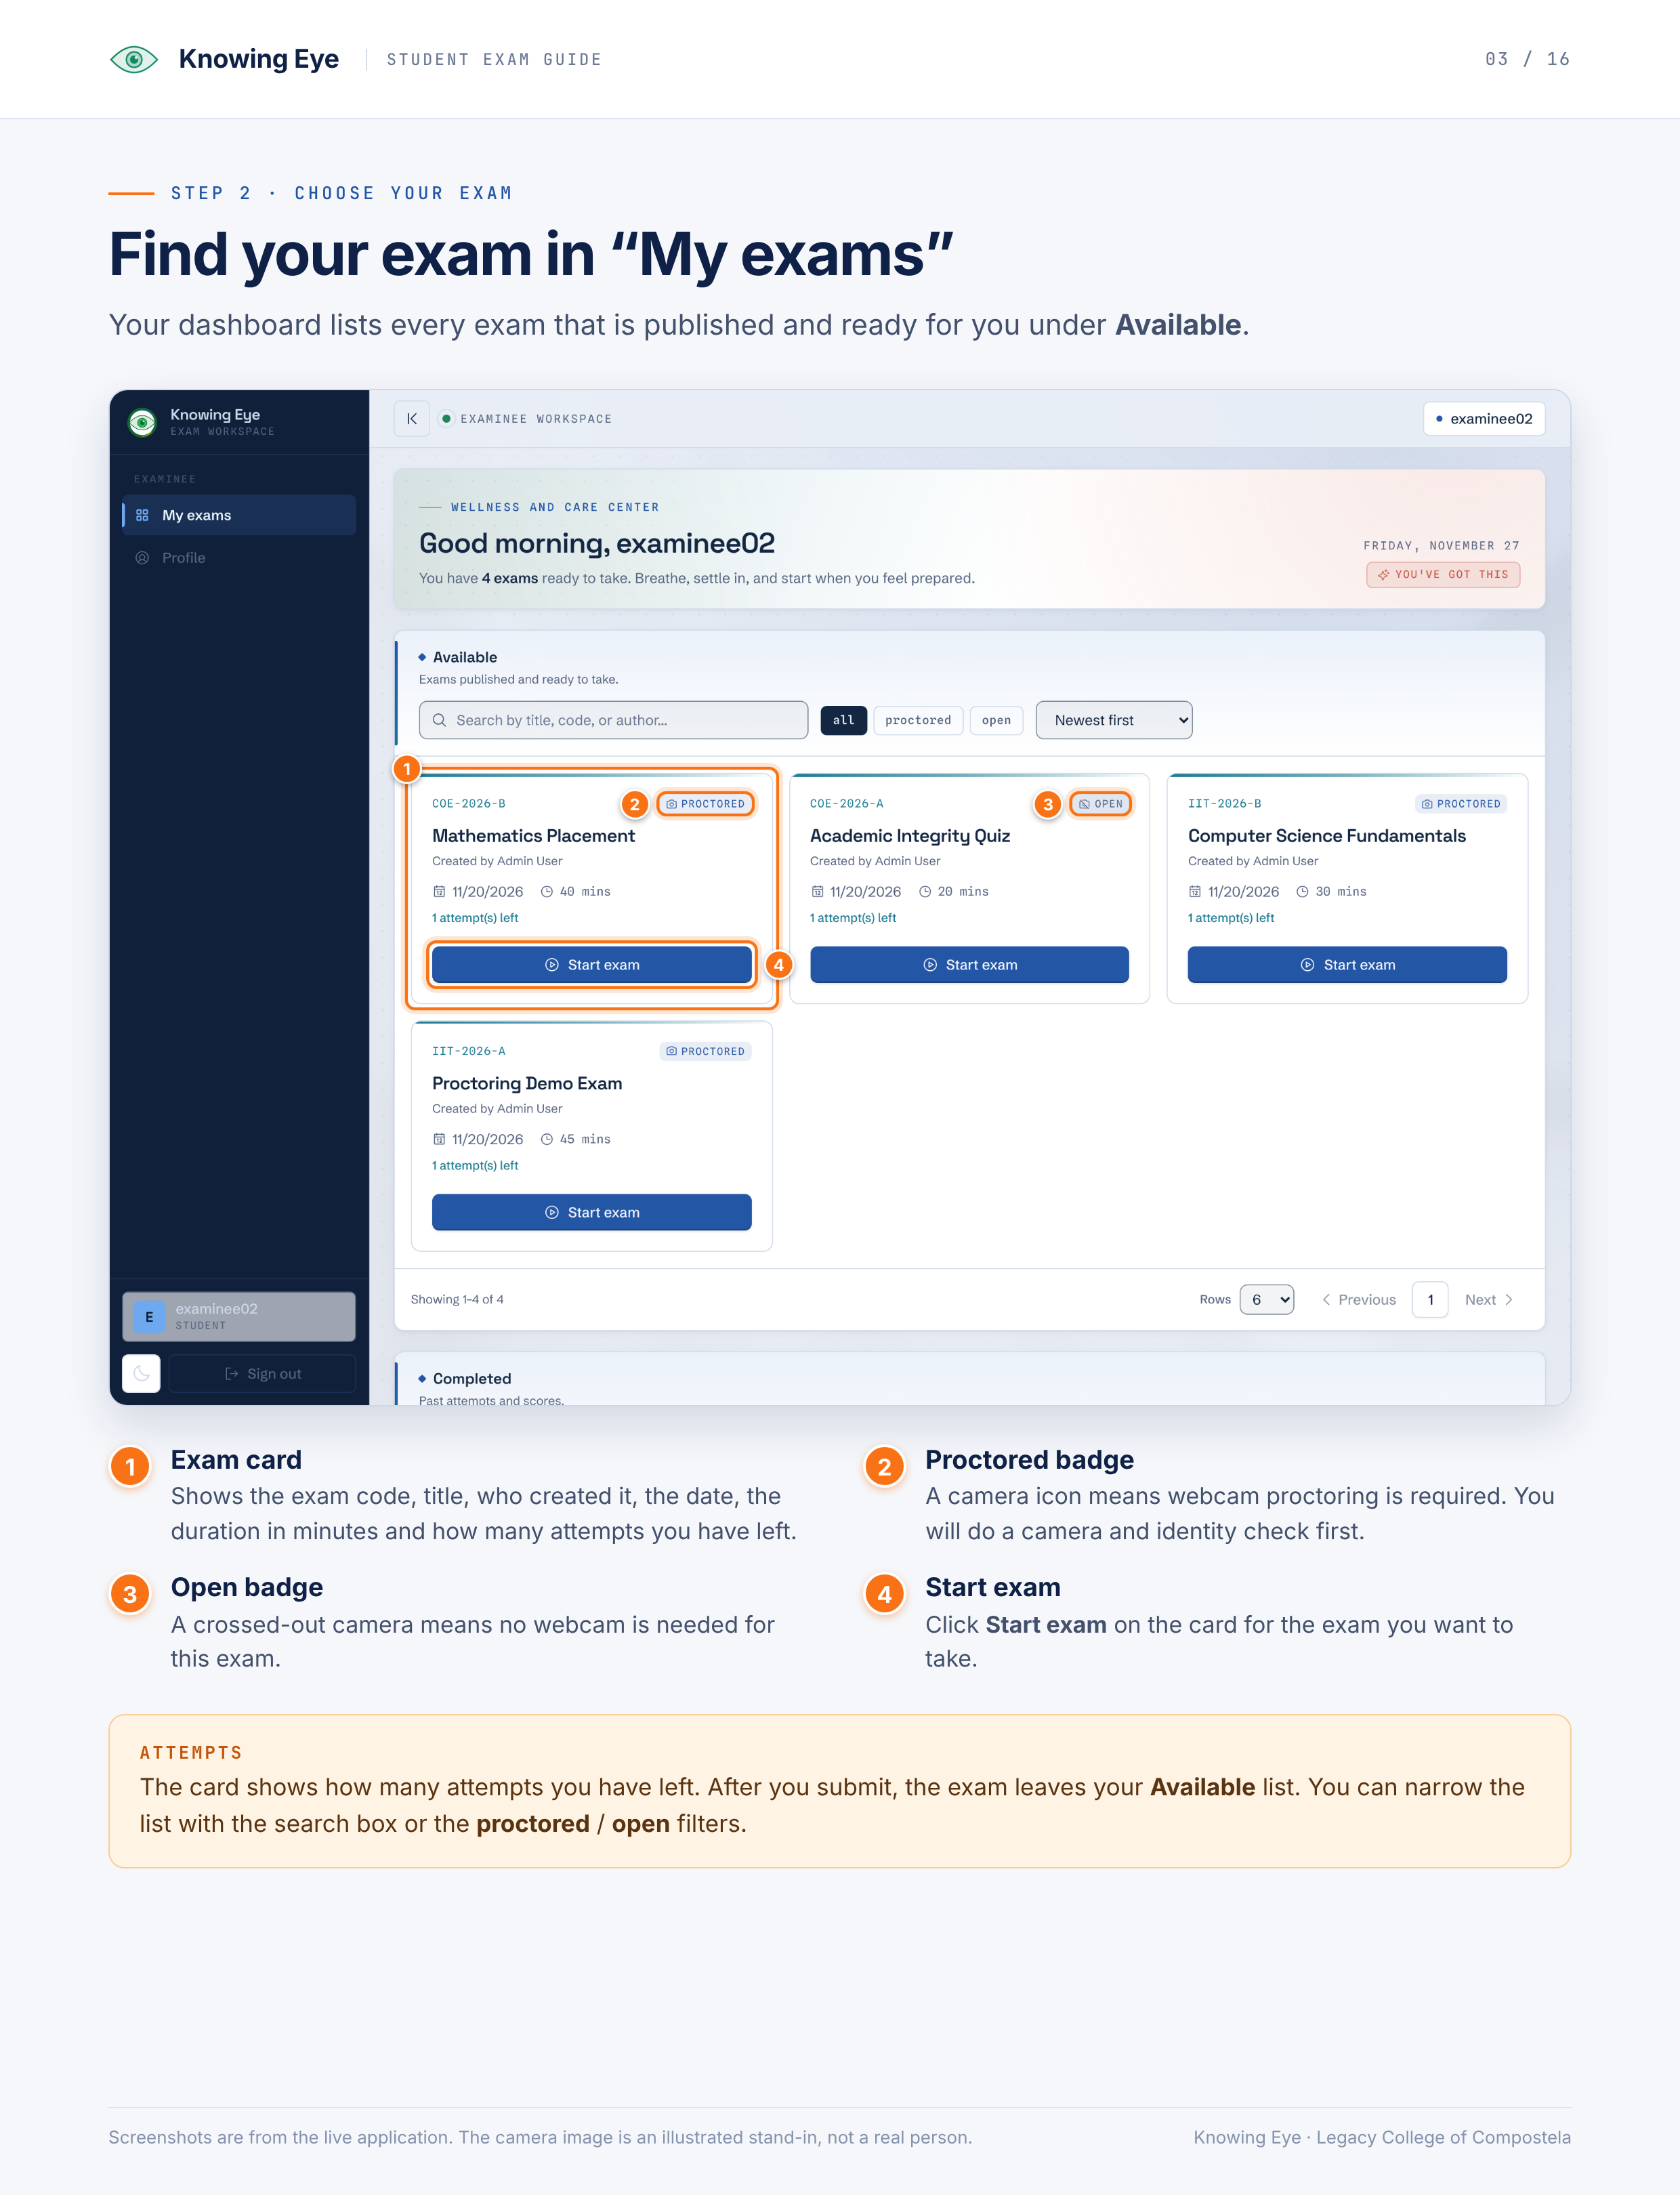 Knowing Eye
STUDENT EXAM GUIDE
03 / 16
STEP 2 · CHOOSE YOUR EXAM
Find your exam in “My exams”
Your dashboard lists every exam that is published and ready for you under Available.
Knowing Eye
EXAM WORKSPACE
EXAMINEE
My exams
Profile
EXAMINEE WORKSPACE
examinee02
WELLNESS AND CARE CENTER
Good morning, examinee02
You have 4 exams ready to take. Breathe, settle in, and start when you feel prepared.
FRIDAY, NOVEMBER 27
YOU'VE GOT THIS
Available
Exams published and ready to take.
Search by title, code, or author...
all
proctored
open
Newest first
1
COE-2026-B
2
PROCTORED
Mathematics Placement
Created by Admin User
11/20/2026
40 mins
1 attempt(s) left
Start exam
4
COE-2026-A
3
OPEN
Academic Integrity Quiz
Created by Admin User
11/20/2026
20 mins
1 attempt(s) left
Start exam
IIT-2026-B
PROCTORED
Computer Science Fundamentals
Created by Admin User
11/20/2026
30 mins
1 attempt(s) left
Start exam
IIT-2026-A
PROCTORED
Proctoring Demo Exam
Created by Admin User
11/20/2026
45 mins
1 attempt(s) left
Start exam
Showing 1–4 of 4
Rows
6
Previous
1
Next
E
examinee02
STUDENT
Sign out
Completed
Past attempts and scores.
1
Exam card
Shows the exam code, title, who created it, the date, the
duration in minutes and how many attempts you have left.
2
Proctored badge
A camera icon means webcam proctoring is required. You
will do a camera and identity check first.
3
Open badge
A crossed-out camera means no webcam is needed for
this exam.
4
Start exam
Click Start exam on the card for the exam you want to
take.
ATTEMPTS
The card shows how many attempts you have left. After you submit, the exam leaves your Available list. You can narrow the
list with the search box or the proctored / open filters.
Screenshots are from the live application. The camera image is an illustrated stand-in, not a real person.
Knowing Eye · Legacy College of Compostela